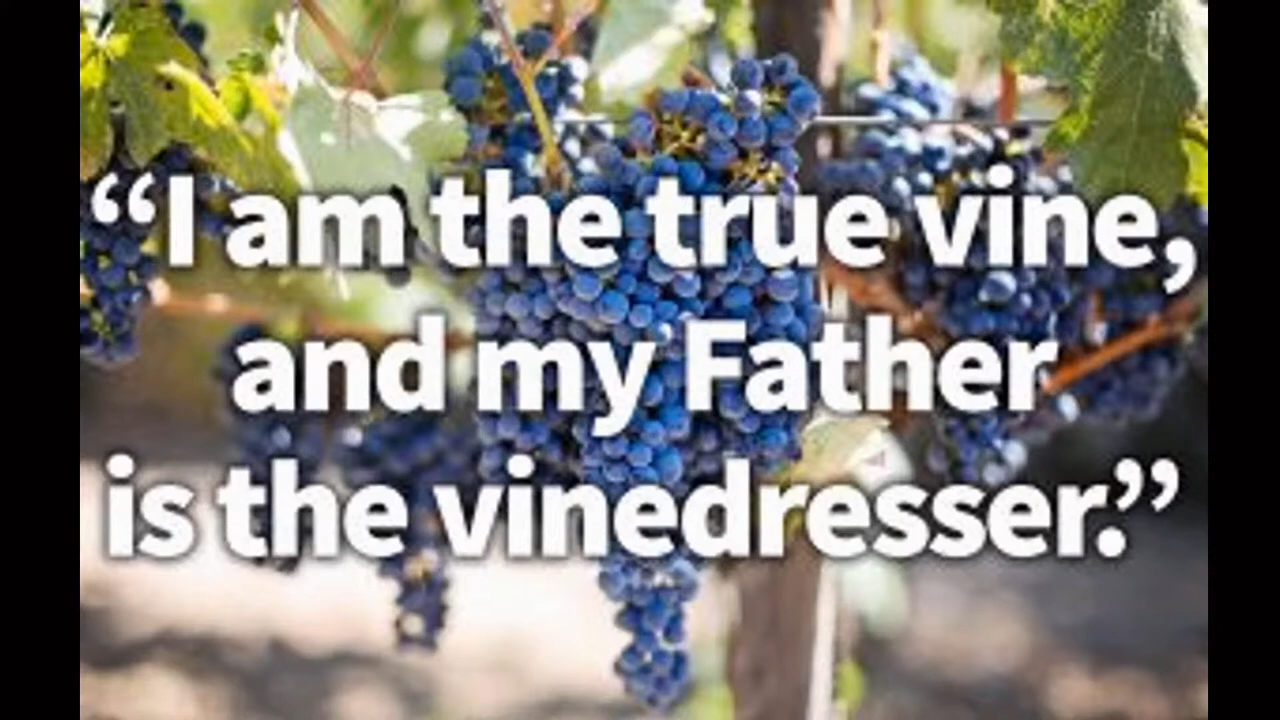 “I am the true vine,
and my Father
is the vinedresser.”